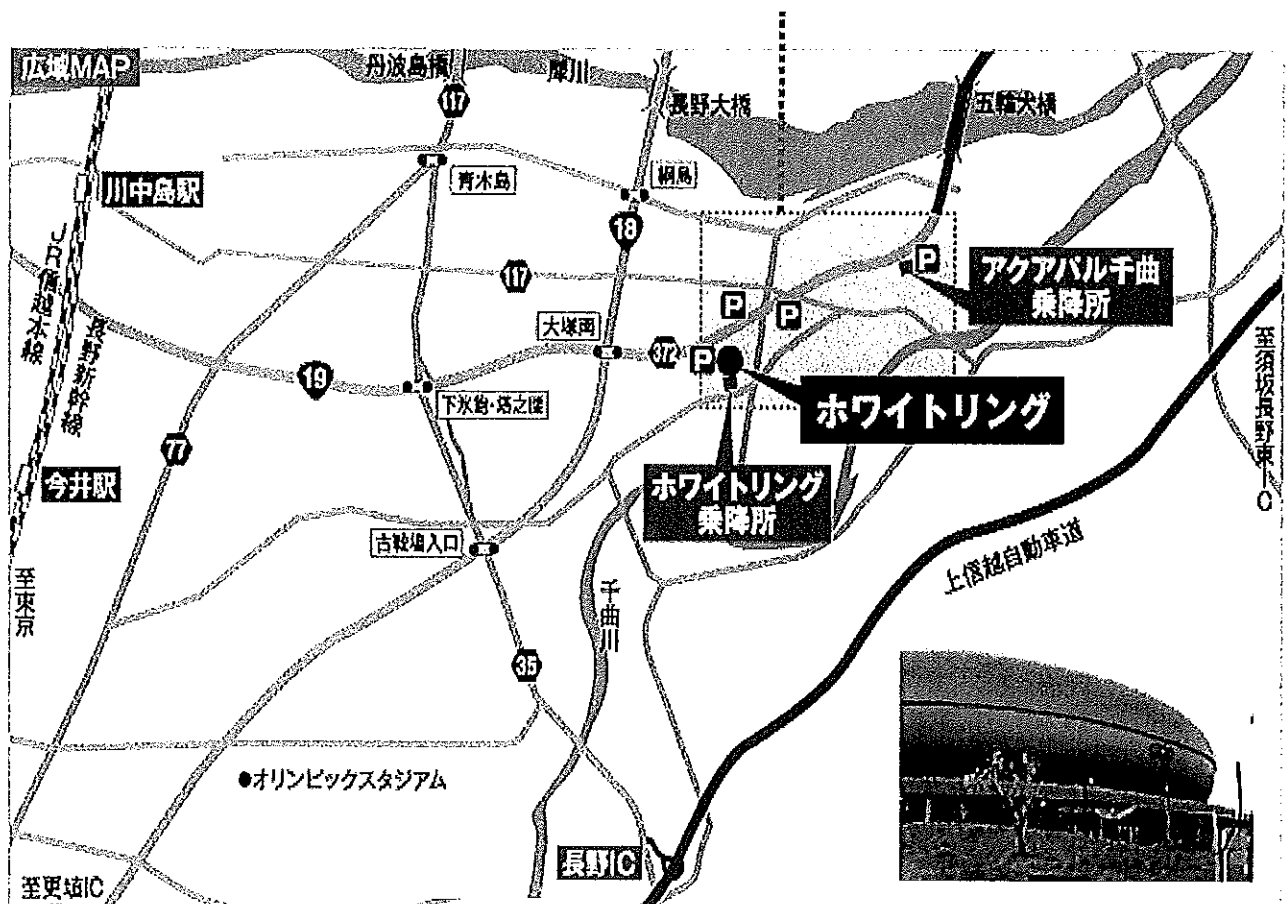 広域MAP
丹波島橋
犀川
117
長野大橋
五輪大橋
川中島駅
青木島
綱島
18
117
JR信越本線
長野新幹線
大塚南
372
P
P
P
P
アクアパル千曲
乗降所
ホワイトリング
ホワイトリング
乗降所
19
下氷鉋・塔之腰
77
今井駅
古戦場入口
至須坂長野東IC
上信越自動車道
至東京
千曲川
35
●オリンピックスタジアム
長野IC
至更埴IC